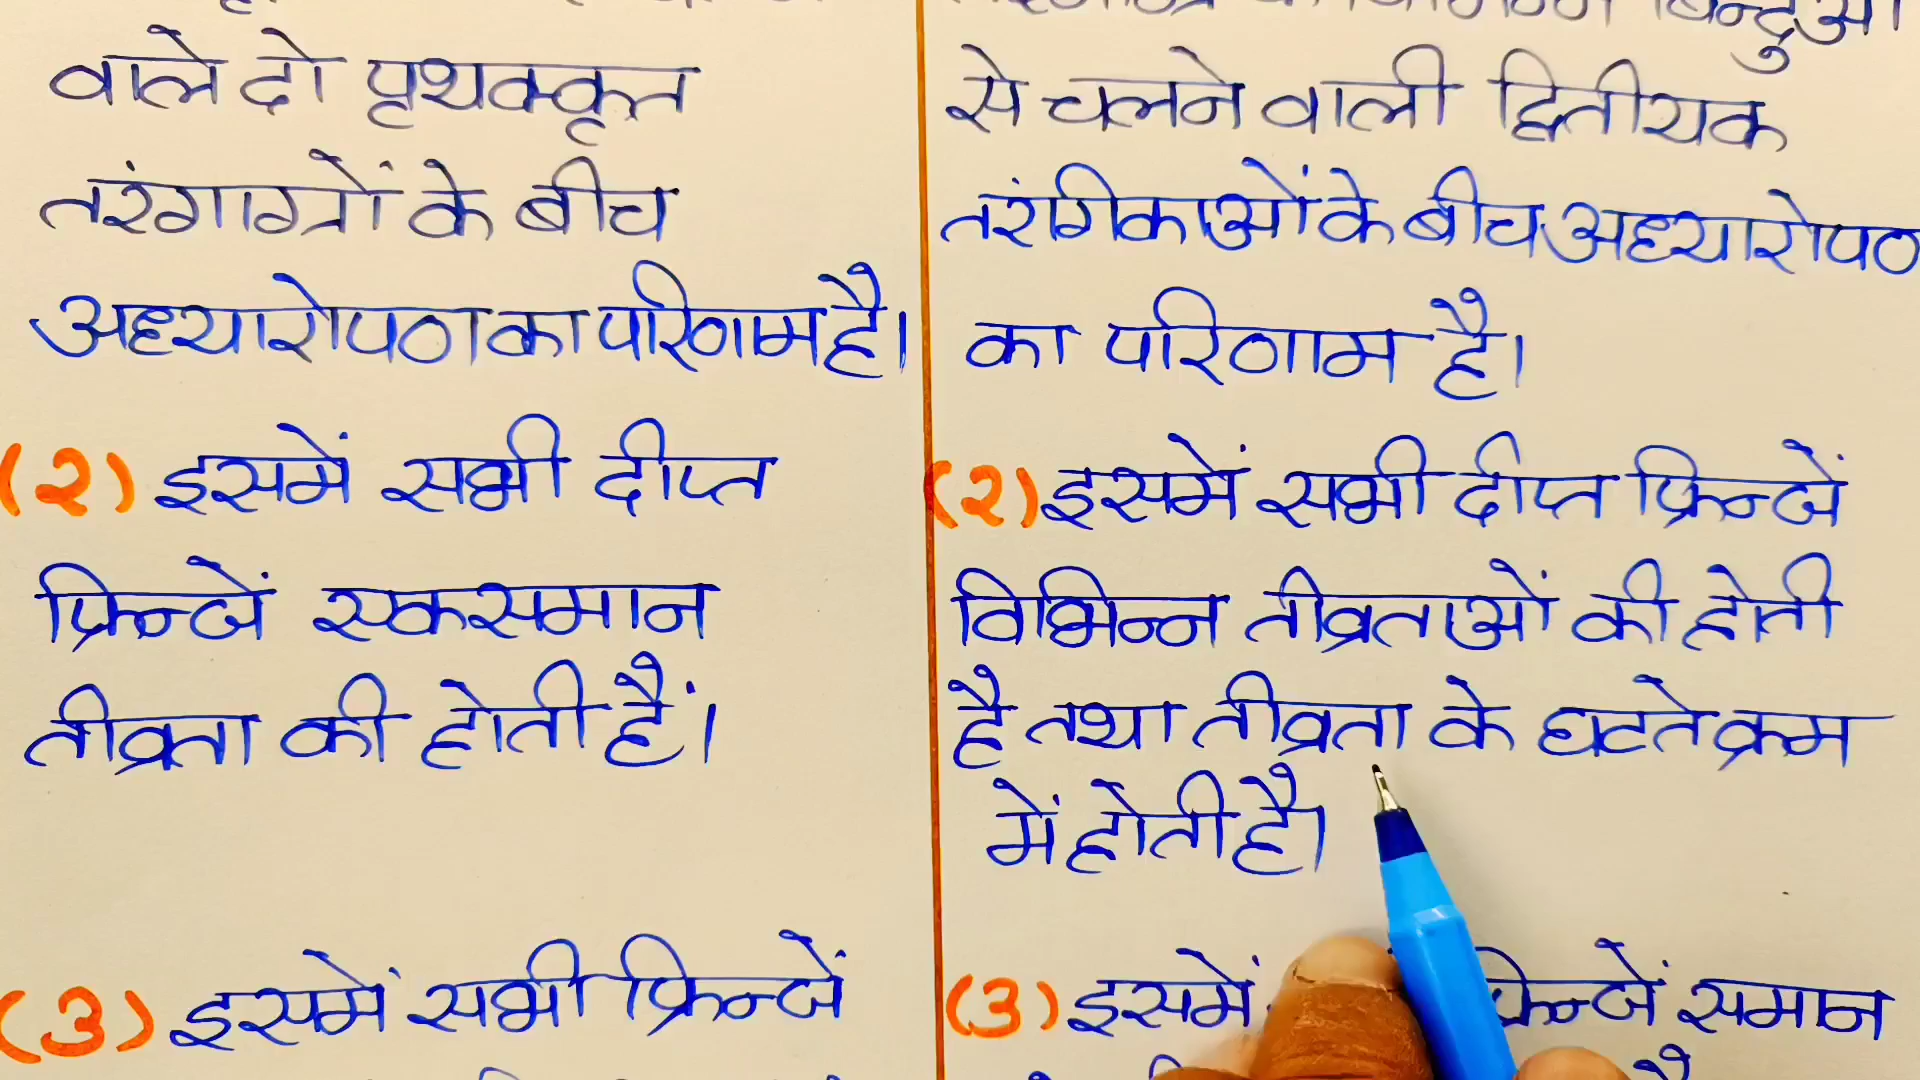 वाले दो पृथक्कृत
तरंगाग्रों के बीच
अध्यारोपण का परिणाम है।
(२) इसमें सभी दीप्त
फ्रिन्जें एकसमान
तीव्रता की होती हैं।
(3) इसमें सभी फ्रिन्जें
बिन्दुओं
से चलने वाली द्वितीयक
तरंगिकाओं के बीच अध्यारोपण
का परिणाम है।
(२) इसमें सभी दीप्त फ्रिन्जें
विभिन्न तीव्रताओं की होती
है तथा तीव्रता के घटते क्रम
में होती है।
(3) इसमें फ्रिन्जें समान